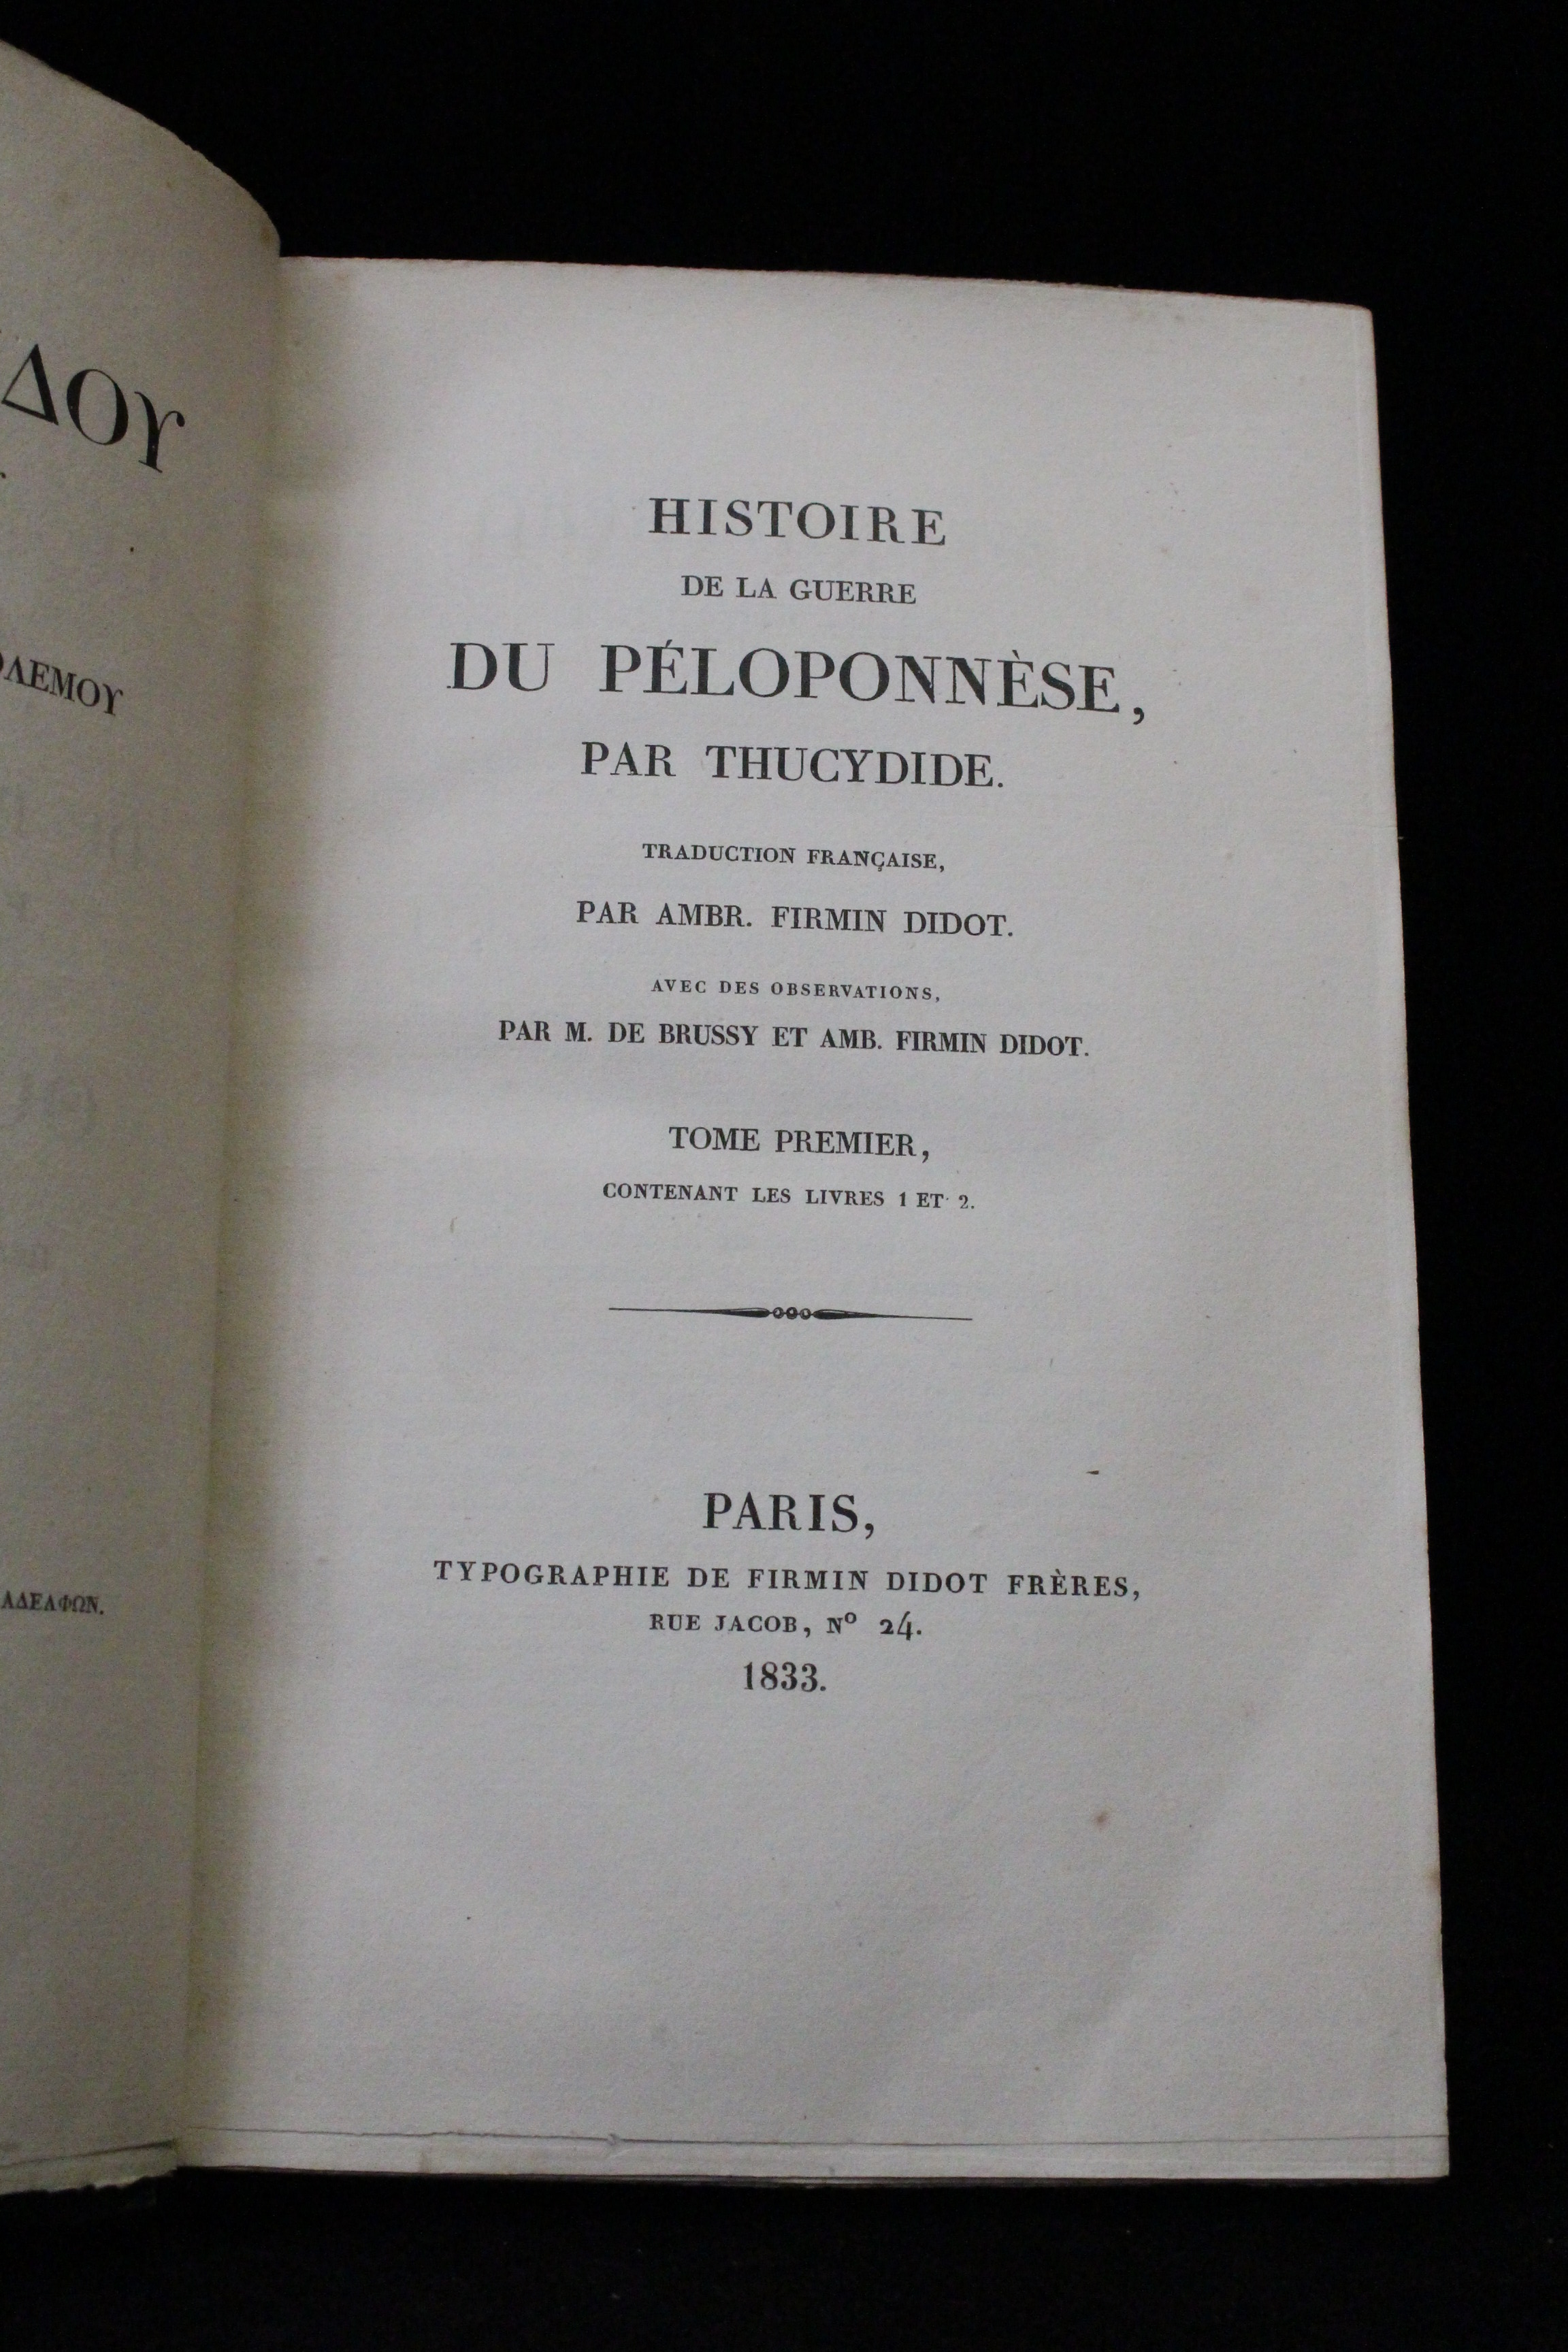 ΔΟΥ
ΟΛΕΜΟΥ
ΑΔΕΛΦΩΝ.
HISTOIRE
DE LA GUERRE
DU PÉLOPONNÈSE,
PAR THUCYDIDE.
TRADUCTION FRANÇAISE,
PAR AMBR. FIRMIN DIDOT.
AVEC DES OBSERVATIONS,
PAR M. DE BRUSSY ET AMB. FIRMIN DIDOT.
TOME PREMIER,
CONTENANT LES LIVRES 1 ET 2.
PARIS,
TYPOGRAPHIE DE FIRMIN DIDOT FRÈRES,
RUE JACOB, Nº 24.
1833.